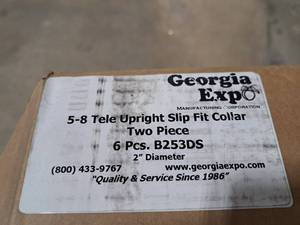 Georgia
Expo
MANUFACTURING CORPORATION
5-8 Tele Upright Slip Fit Collar
Two Piece
6 Pcs. B253DS
2" Diameter
(800) 433-9767 www.georgiaexpo.com
"Quality & Service Since 1986"